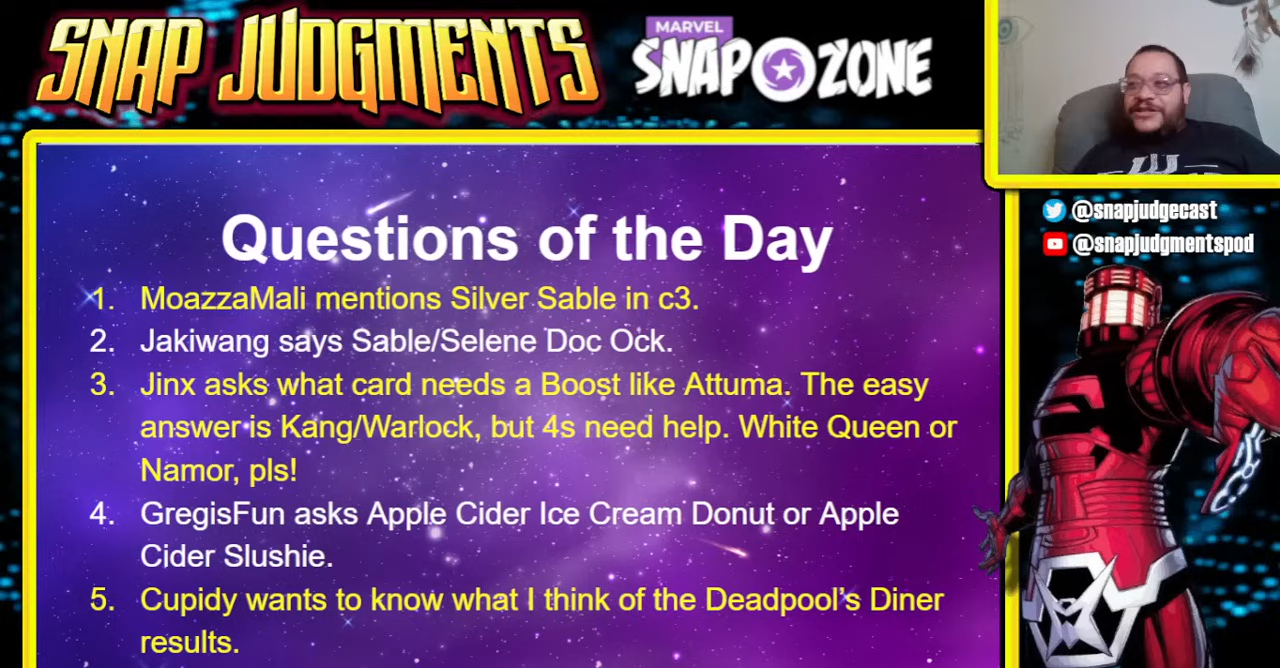 SNAP JUDGMENTS
MARVEL
SNAP ZONE
@snapjudgecast
@snapjudgmentspod
Questions of the Day
1. MoazzaMali mentions Silver Sable in c3.
2. Jakiwang says Sable/Selene Doc Ock.
3. Jinx asks what card needs a Boost like Attuma. The easy
answer is Kang/Warlock, but 4s need help. White Queen or
Namor, pls!
4. GregisFun asks Apple Cider Ice Cream Donut or Apple
Cider Slushie.
5. Cupidy wants to know what I think of the Deadpool's Diner
results.